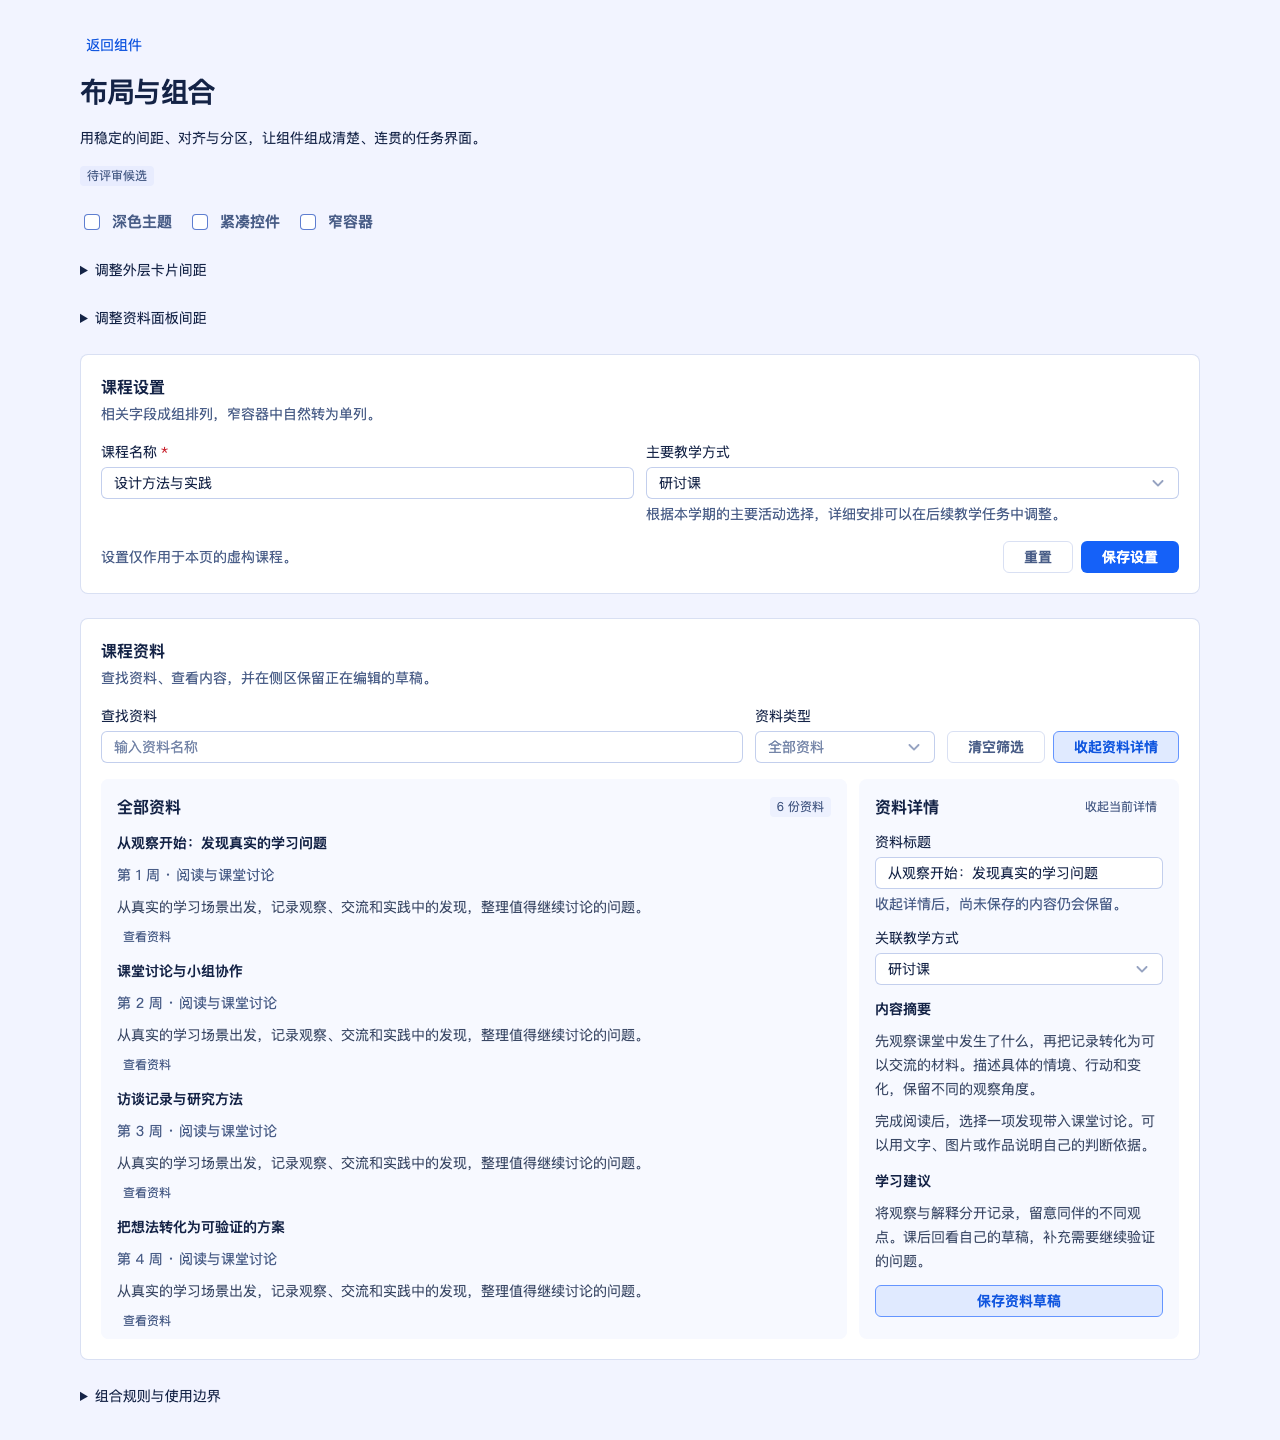 返回组件
布局与组合
用稳定的间距、对齐与分区，让组件组成清楚、连贯的任务界面。
待评审候选
深色主题 紧凑控件 窄容器
调整外层卡片间距
调整资料面板间距
课程设置
相关字段成组排列，窄容器中自然转为单列。
课程名称 * 主要教学方式
设计方法与实践 研讨课
根据本学期的主要活动选择，详细安排可以在后续教学任务中调整。
设置仅作用于本页的虚构课程。 重置 保存设置
课程资料
查找资料、查看内容，并在侧区保留正在编辑的草稿。
查找资料 资料类型
输入资料名称 全部资料 清空筛选 收起资料详情
全部资料 6 份资料
从观察开始：发现真实的学习问题
第 1 周 · 阅读与课堂讨论
从真实的学习场景出发，记录观察、交流和实践中的发现，整理值得继续讨论的问题。
查看资料
课堂讨论与小组协作
第 2 周 · 阅读与课堂讨论
从真实的学习场景出发，记录观察、交流和实践中的发现，整理值得继续讨论的问题。
查看资料
访谈记录与研究方法
第 3 周 · 阅读与课堂讨论
从真实的学习场景出发，记录观察、交流和实践中的发现，整理值得继续讨论的问题。
查看资料
把想法转化为可验证的方案
第 4 周 · 阅读与课堂讨论
从真实的学习场景出发，记录观察、交流和实践中的发现，整理值得继续讨论的问题。
查看资料
资料详情 收起当前详情
资料标题
从观察开始：发现真实的学习问题
收起详情后，尚未保存的内容仍会保留。
关联教学方式
研讨课
内容摘要
先观察课堂中发生了什么，再把记录转化为可
以交流的材料。描述具体的情境、行动和变
化，保留不同的观察角度。
完成阅读后，选择一项发现带入课堂讨论。可
以用文字、图片或作品说明自己的判断依据。
学习建议
将观察与解释分开记录，留意同伴的不同观
点。课后回看自己的草稿，补充需要继续验证
的问题。
保存资料草稿
组合规则与使用边界